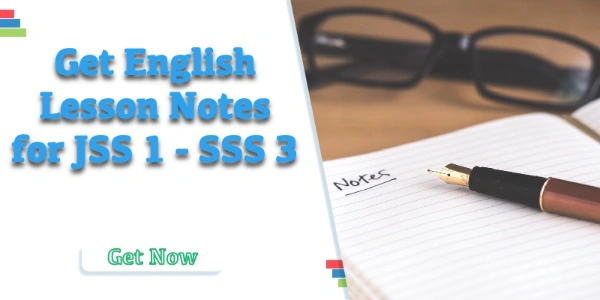 Get English
Lesson Notes
for JSS 1 - SSS 3
Get Now
Notes